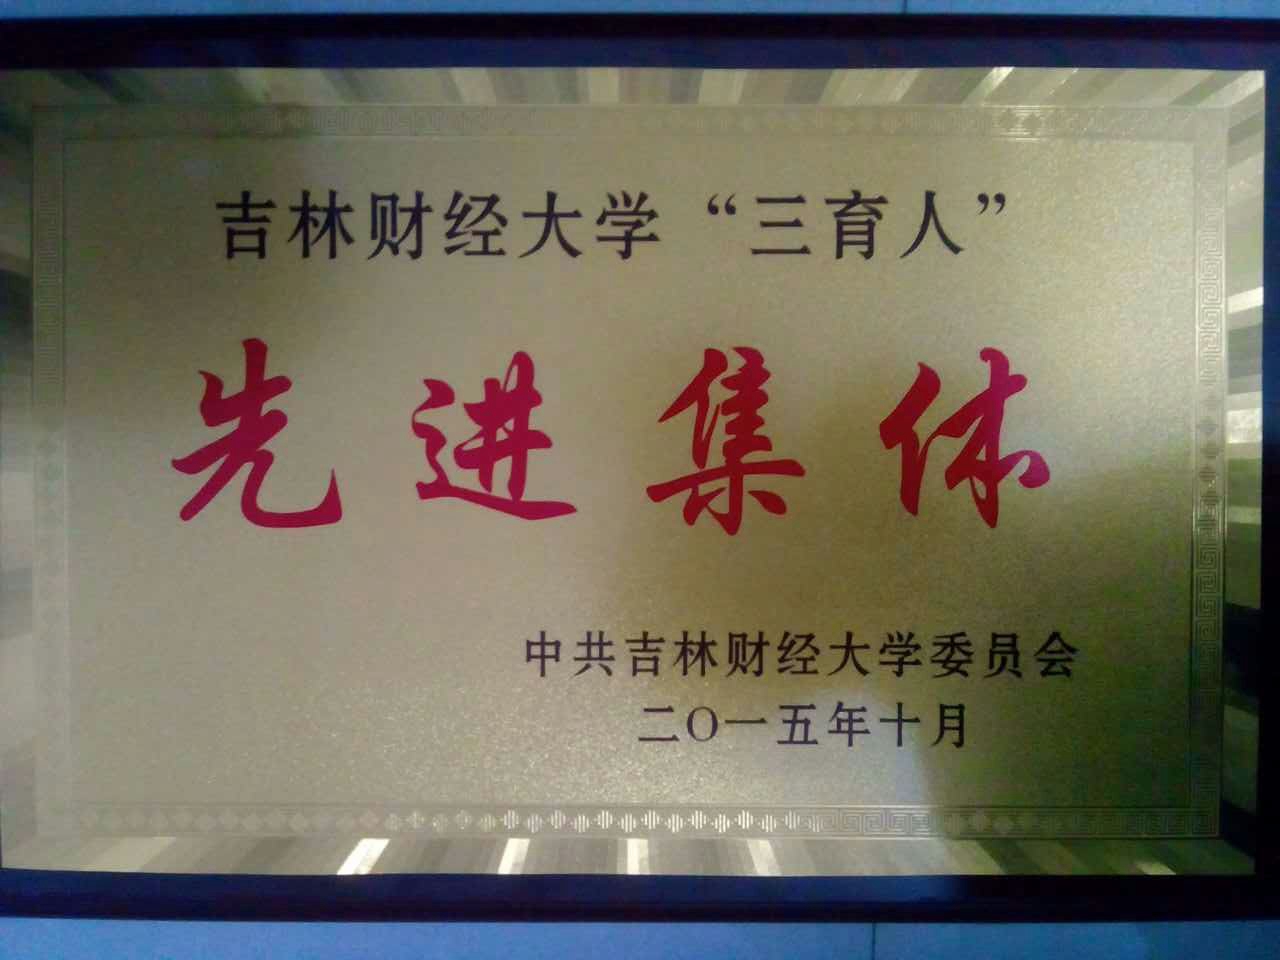 吉林财经大学“三育人”
先进集体
中共吉林财经大学委员会
二〇一五年十月